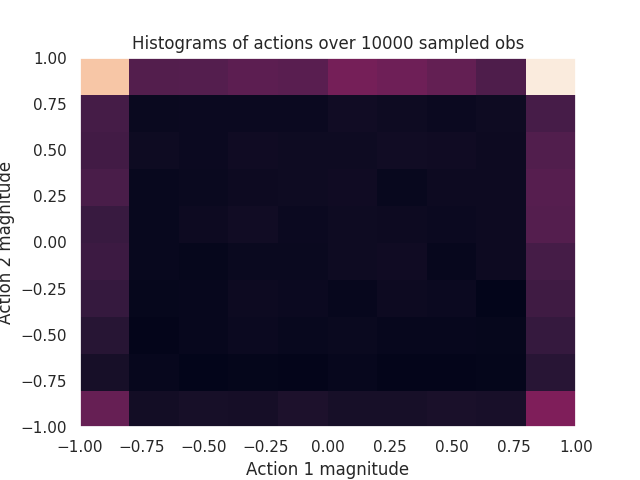 Histograms of actions over 10000 sampled obs
1.00
0.75
0.50
0.25
0.00
−0.25
−0.50
−0.75
−1.00
Action 2 magnitude
−1.00 −0.75 −0.50 −0.25 0.00 0.25 0.50 0.75 1.00
Action 1 magnitude